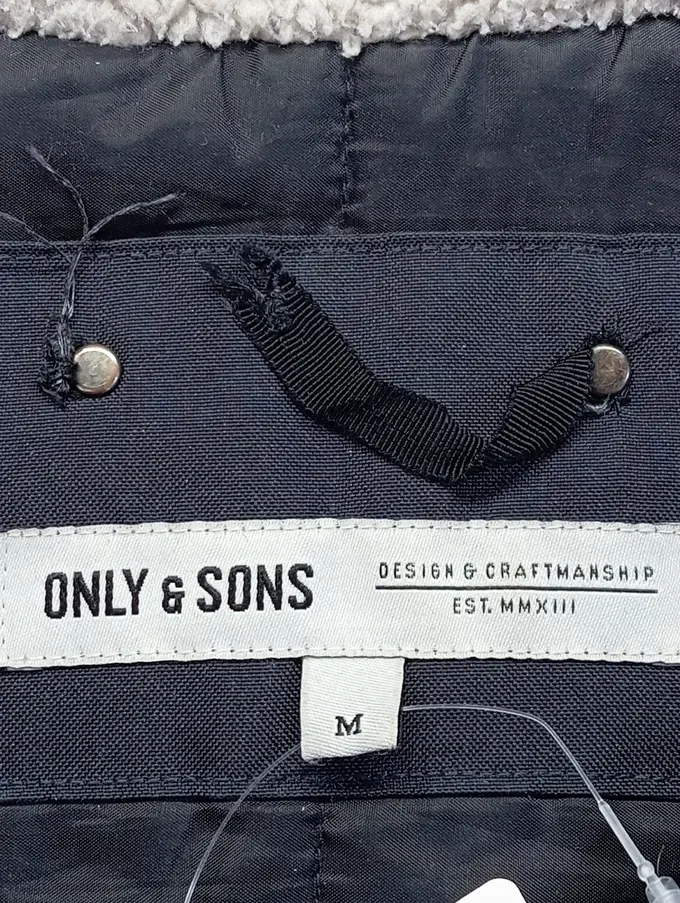 ONLY & SONS
DESIGN & CRAFTMANSHIP
EST. MMXIII
M